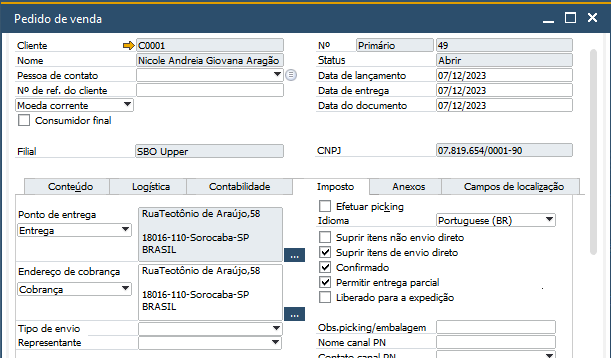 Pedido de venda
Cliente C0001 Nº Primário 49
Nome Nicole Andreia Giovana Aragão Status Abrir
Pessoa de contato Data de lançamento 07/12/2023
Nº de ref. do cliente Data de entrega 07/12/2023
Moeda corrente Data do documento 07/12/2023
Consumidor final
Filial SBO Upper CNPJ 07.819.654/0001-90
Conteúdo Logística Contabilidade Imposto Anexos Campos de localização
Efetuar picking
Ponto de entrega RuaTeotônio de Araújo,58 Idioma Portuguese (BR)
Entrega
18016-110-Sorocaba-SP Suprir itens não envio direto
BRASIL ... Suprir itens de envio direto
Endereço de cobrança RuaTeotônio de Araújo,58 Confirmado
Cobrança Permitir entrega parcial
18016-110-Sorocaba-SP Liberado para a expedição
BRASIL ...
Tipo de envio Obs.picking/embalagem
Representante Nome canal PN
Contato canal PN